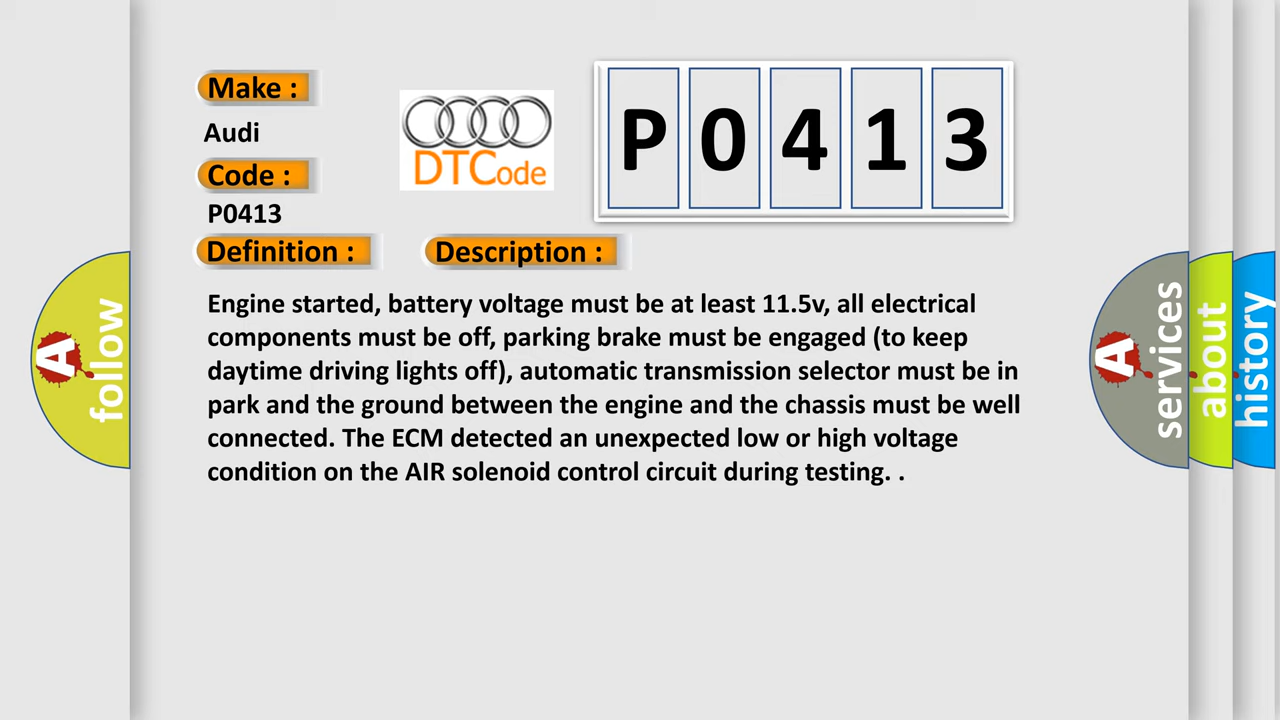 Make :
Audi
Code :
P0413
DTCode
P0413
Definition :
Description :
Engine started, battery voltage must be at least 11.5v, all electrical
components must be off, parking brake must be engaged (to keep
daytime driving lights off), automatic transmission selector must be in
park and the ground between the engine and the chassis must be well
connected. The ECM detected an unexpected low or high voltage
condition on the AIR solenoid control circuit during testing. .
A follow
A services
about
history